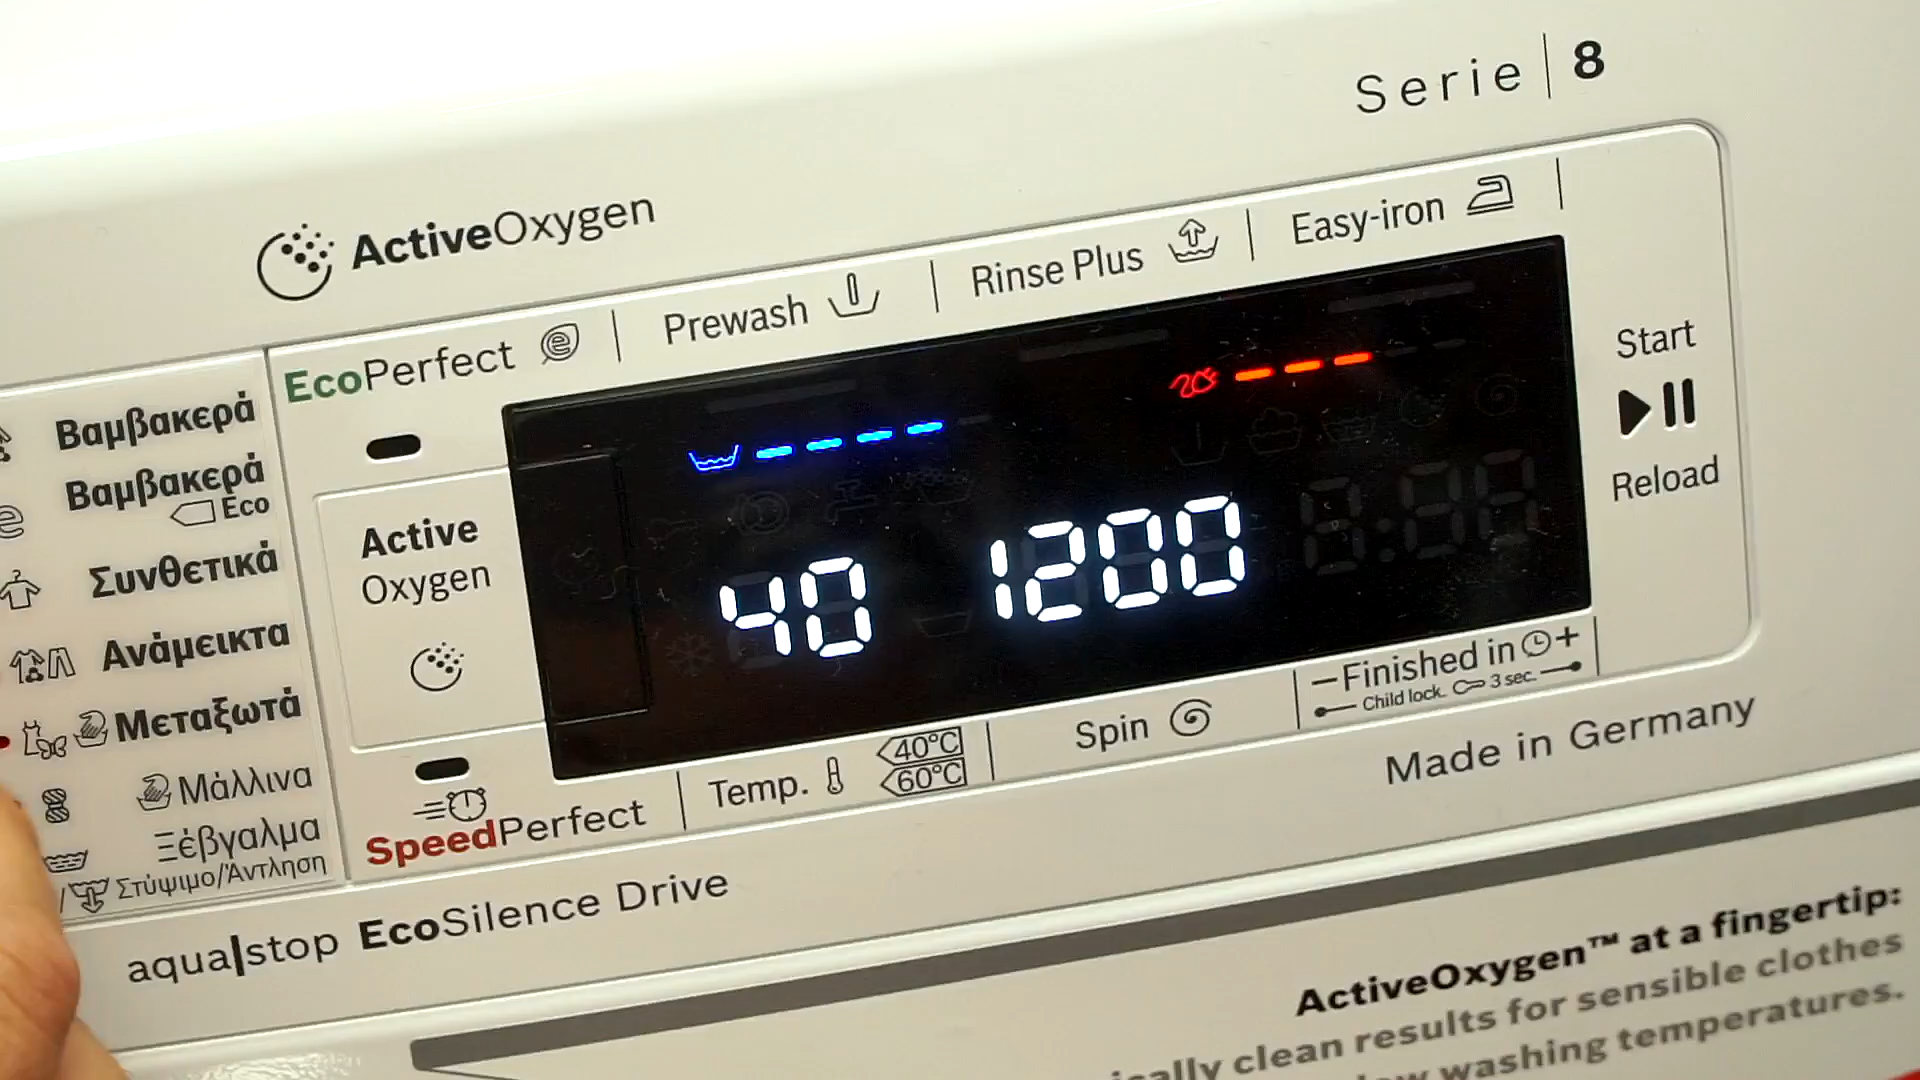 Serie | 8
ActiveOxygen
EcoPerfect
Prewash
Rinse Plus
Easy-iron
Start
Reload
Βαμβακερά
Βαμβακερά
Eco
Συνθετικά
Ανάμεικτα
Μεταξωτά
Μάλλινα
Ξέβγαλμα
/ Στύψιμο/Άντληση
Active
Oxygen
40 1200
SpeedPerfect
Temp.
40°C
60°C
Spin
– Finished in +
Child lock 3 sec.
Made in Germany
aqua|stop EcoSilence Drive
ActiveOxygen™ at a fingertip:
clean results for sensible clothes
washing temperatures.